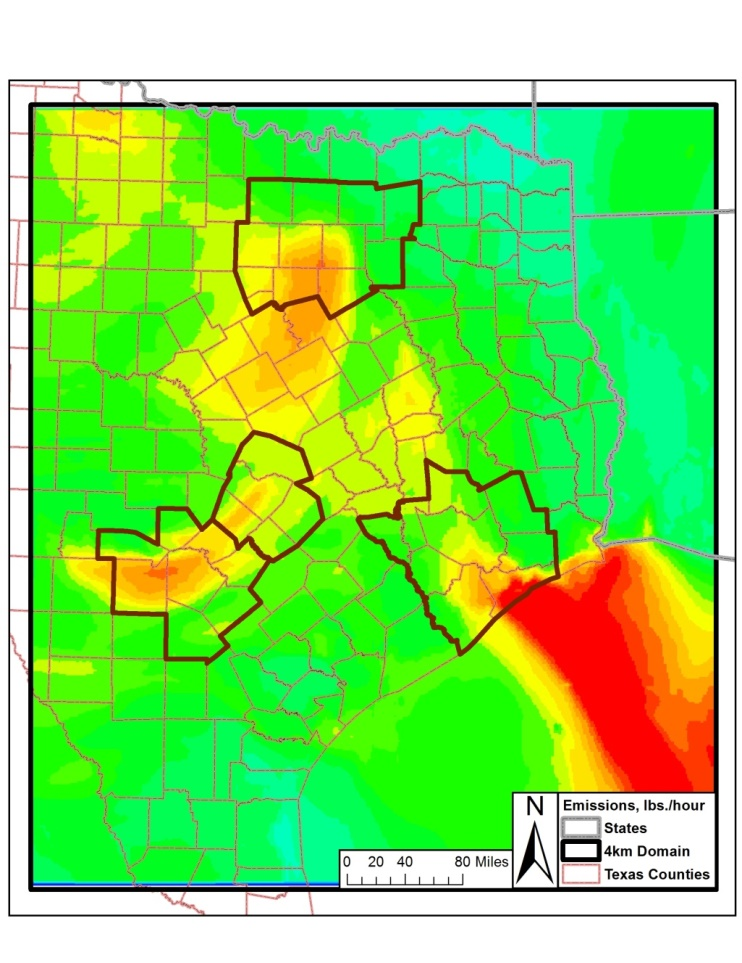 N
Emissions, lbs./hour
States
4km Domain
Texas Counties
0 20 40 80 Miles